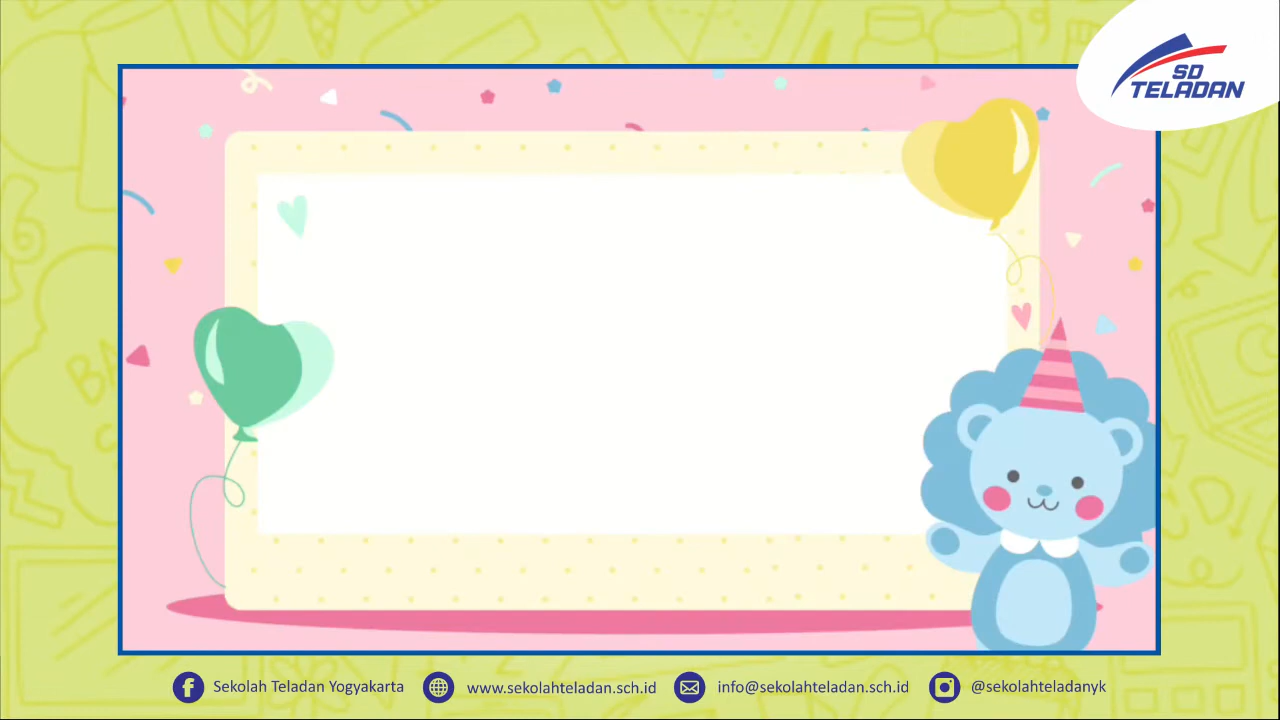 SD
TELADAN
Sekolah Teladan Yogyakarta
www.sekolahteladan.sch.id
info@sekolahteladan.sch.id
@sekolahteladanyk